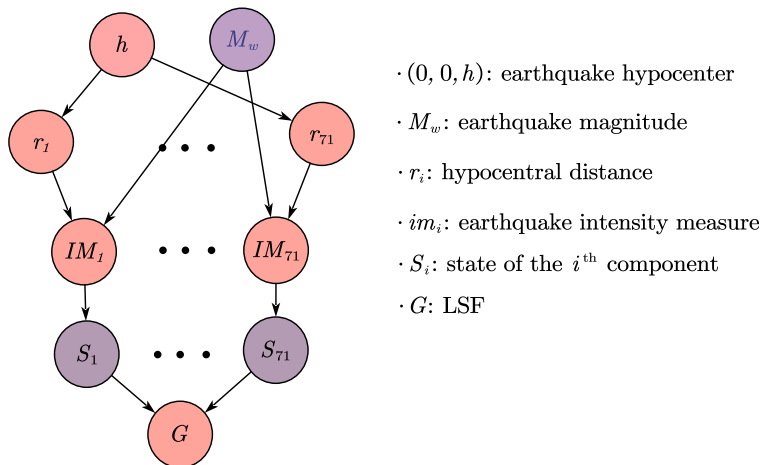 h
M_w
r_1
r_71
IM_1
IM_71
S_1
S_71
G
· (0, 0, h): earthquake hypocenter
· M_w: earthquake magnitude
· r_i: hypocentral distance
· im_i: earthquake intensity measure
· S_i: state of the i^th component
· G: LSF